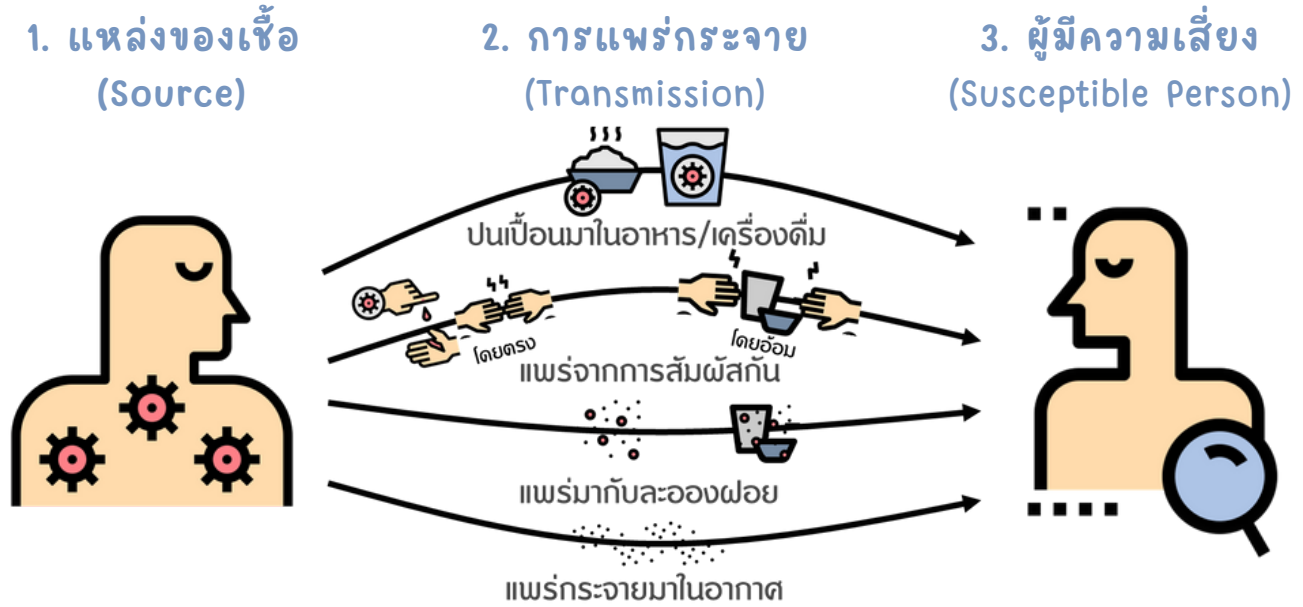 1. แหล่งของเชื้อ
(Source)
2. การแพร่กระจาย
(Transmission)
3. ผู้มีความเสี่ยง
(Susceptible Person)
ปนเปื้อนมาในอาหาร/เครื่องดื่ม
โดยตรง
โดยอ้อม
แพร่จากการสัมผัสกัน
แพร่มากับละอองฝอย
แพร่กระจายมาในอากาศ